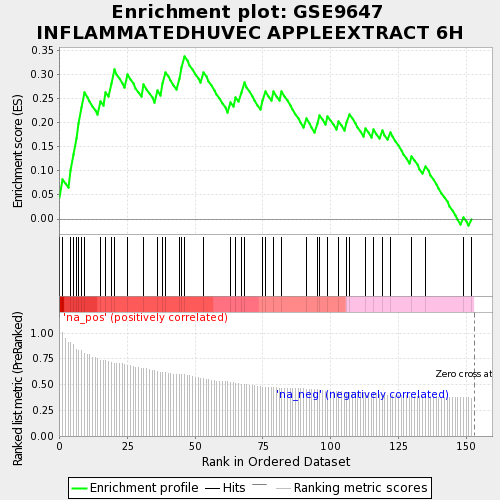 Enrichment plot: GSE9647
INFLAMMATEDHUVEC APPLEEXTRACT 6H
Enrichment score (ES)
0.35
0.30
0.25
0.20
0.15
0.10
0.05
0.00
'na_pos' (positively correlated)
Ranked list metric (PreRanked)
1.00
0.75
0.50
0.25
0.00
Zero cross at
'na_neg' (negatively correlated)
0 25 50 75 100 125 150
Rank in Ordered Dataset
Enrichment profile Hits Ranking metric scores